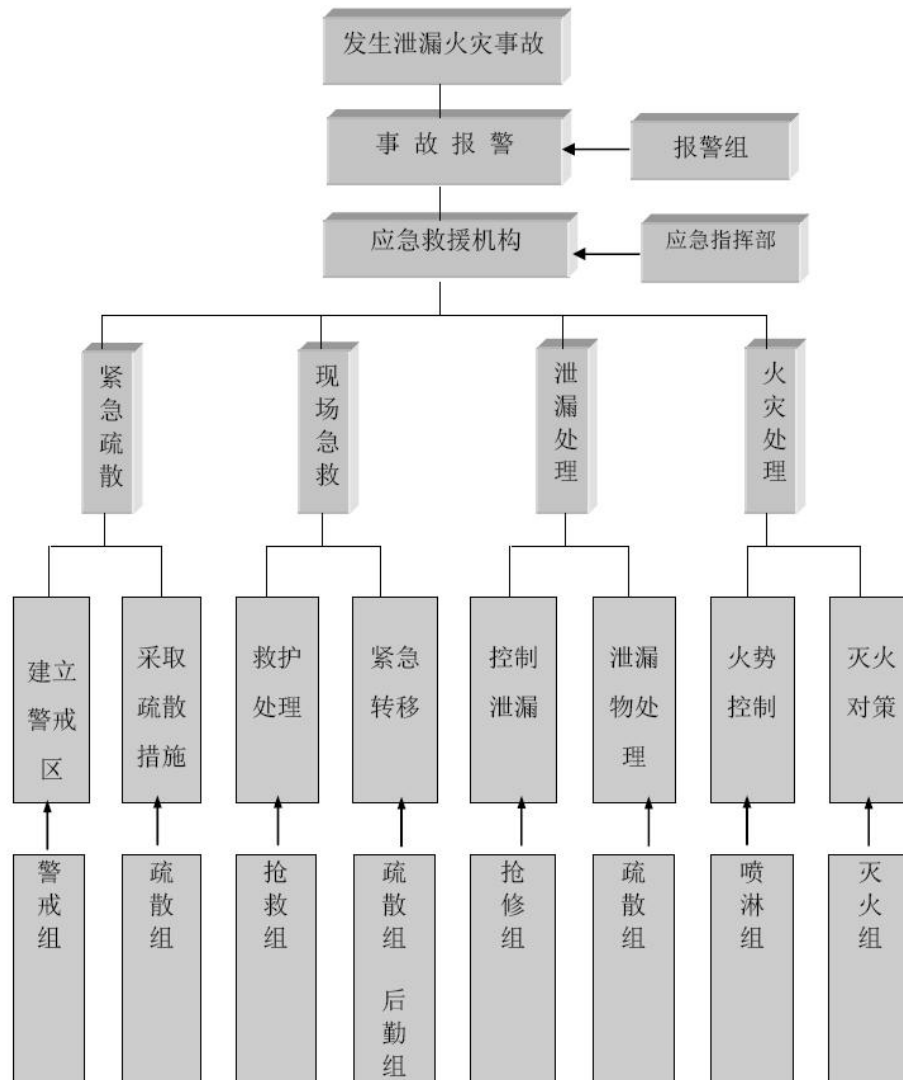 发生泄漏火灾事故
事故报警
报警组
应急救援机构
应急指挥部
紧急疏散
现场急救
泄漏处理
火灾处理
建立
警戒
区
采取
疏散
措施
救护
处理
紧急
转移
控制
泄漏
泄漏
物处
理
火势
控制
灭火
对策
警戒组
疏散组
抢救组
疏散组
后勤组
抢修组
疏散组
喷淋组
灭火组